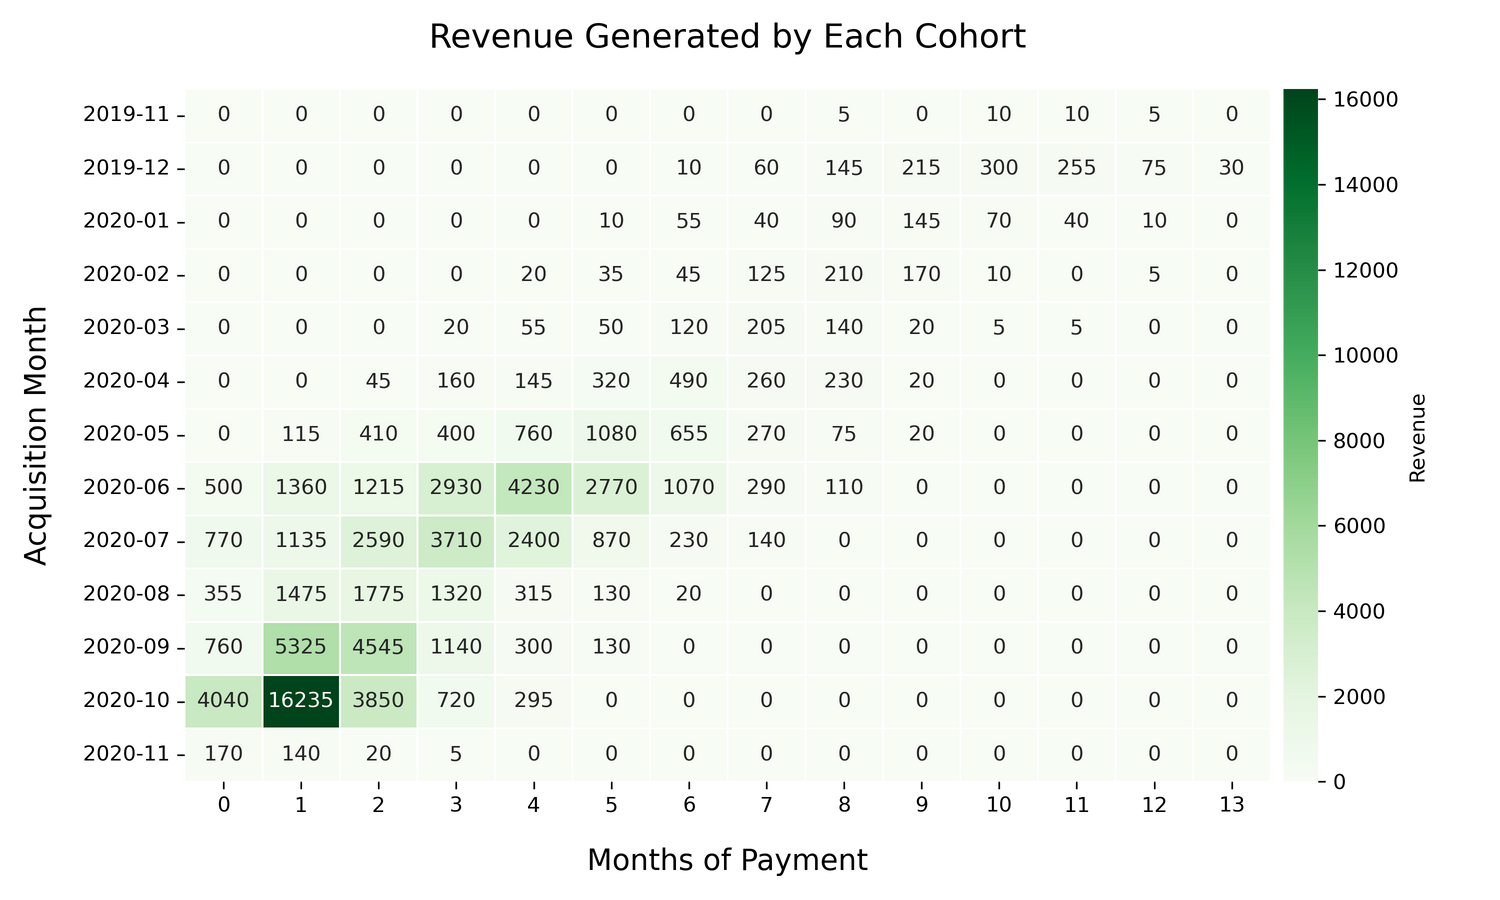 Revenue Generated by Each Cohort
2019-11 0 0 0 0 0 0 0 0 5 0 10 10 5 0
2019-12 0 0 0 0 0 0 10 60 145 215 300 255 75 30
2020-01 0 0 0 0 0 10 55 40 90 145 70 40 10 0
2020-02 0 0 0 0 20 35 45 125 210 170 10 0 5 0
2020-03 0 0 0 20 55 50 120 205 140 20 5 5 0 0
2020-04 0 0 45 160 145 320 490 260 230 20 0 0 0 0
2020-05 0 115 410 400 760 1080 655 270 75 20 0 0 0 0
2020-06 500 1360 1215 2930 4230 2770 1070 290 110 0 0 0 0 0
2020-07 770 1135 2590 3710 2400 870 230 140 0 0 0 0 0 0
2020-08 355 1475 1775 1320 315 130 20 0 0 0 0 0 0 0
2020-09 760 5325 4545 1140 300 130 0 0 0 0 0 0 0 0
2020-10 4040 16235 3850 720 295 0 0 0 0 0 0 0 0 0
2020-11 170 140 20 5 0 0 0 0 0 0 0 0 0 0
0 1 2 3 4 5 6 7 8 9 10 11 12 13
Months of Payment
Acquisition Month
16000
14000
12000
10000
8000
6000
4000
2000
0
Revenue